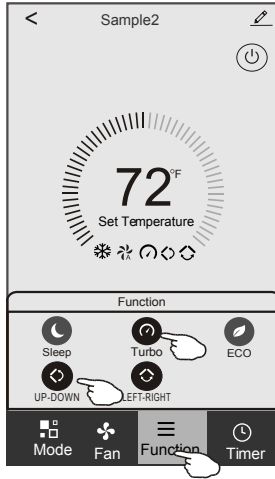 Sample2
72°F
Set Temperature
A
Function
Sleep Turbo ECO
UP-DOWN LEFT-RIGHT
Mode Fan Function Timer